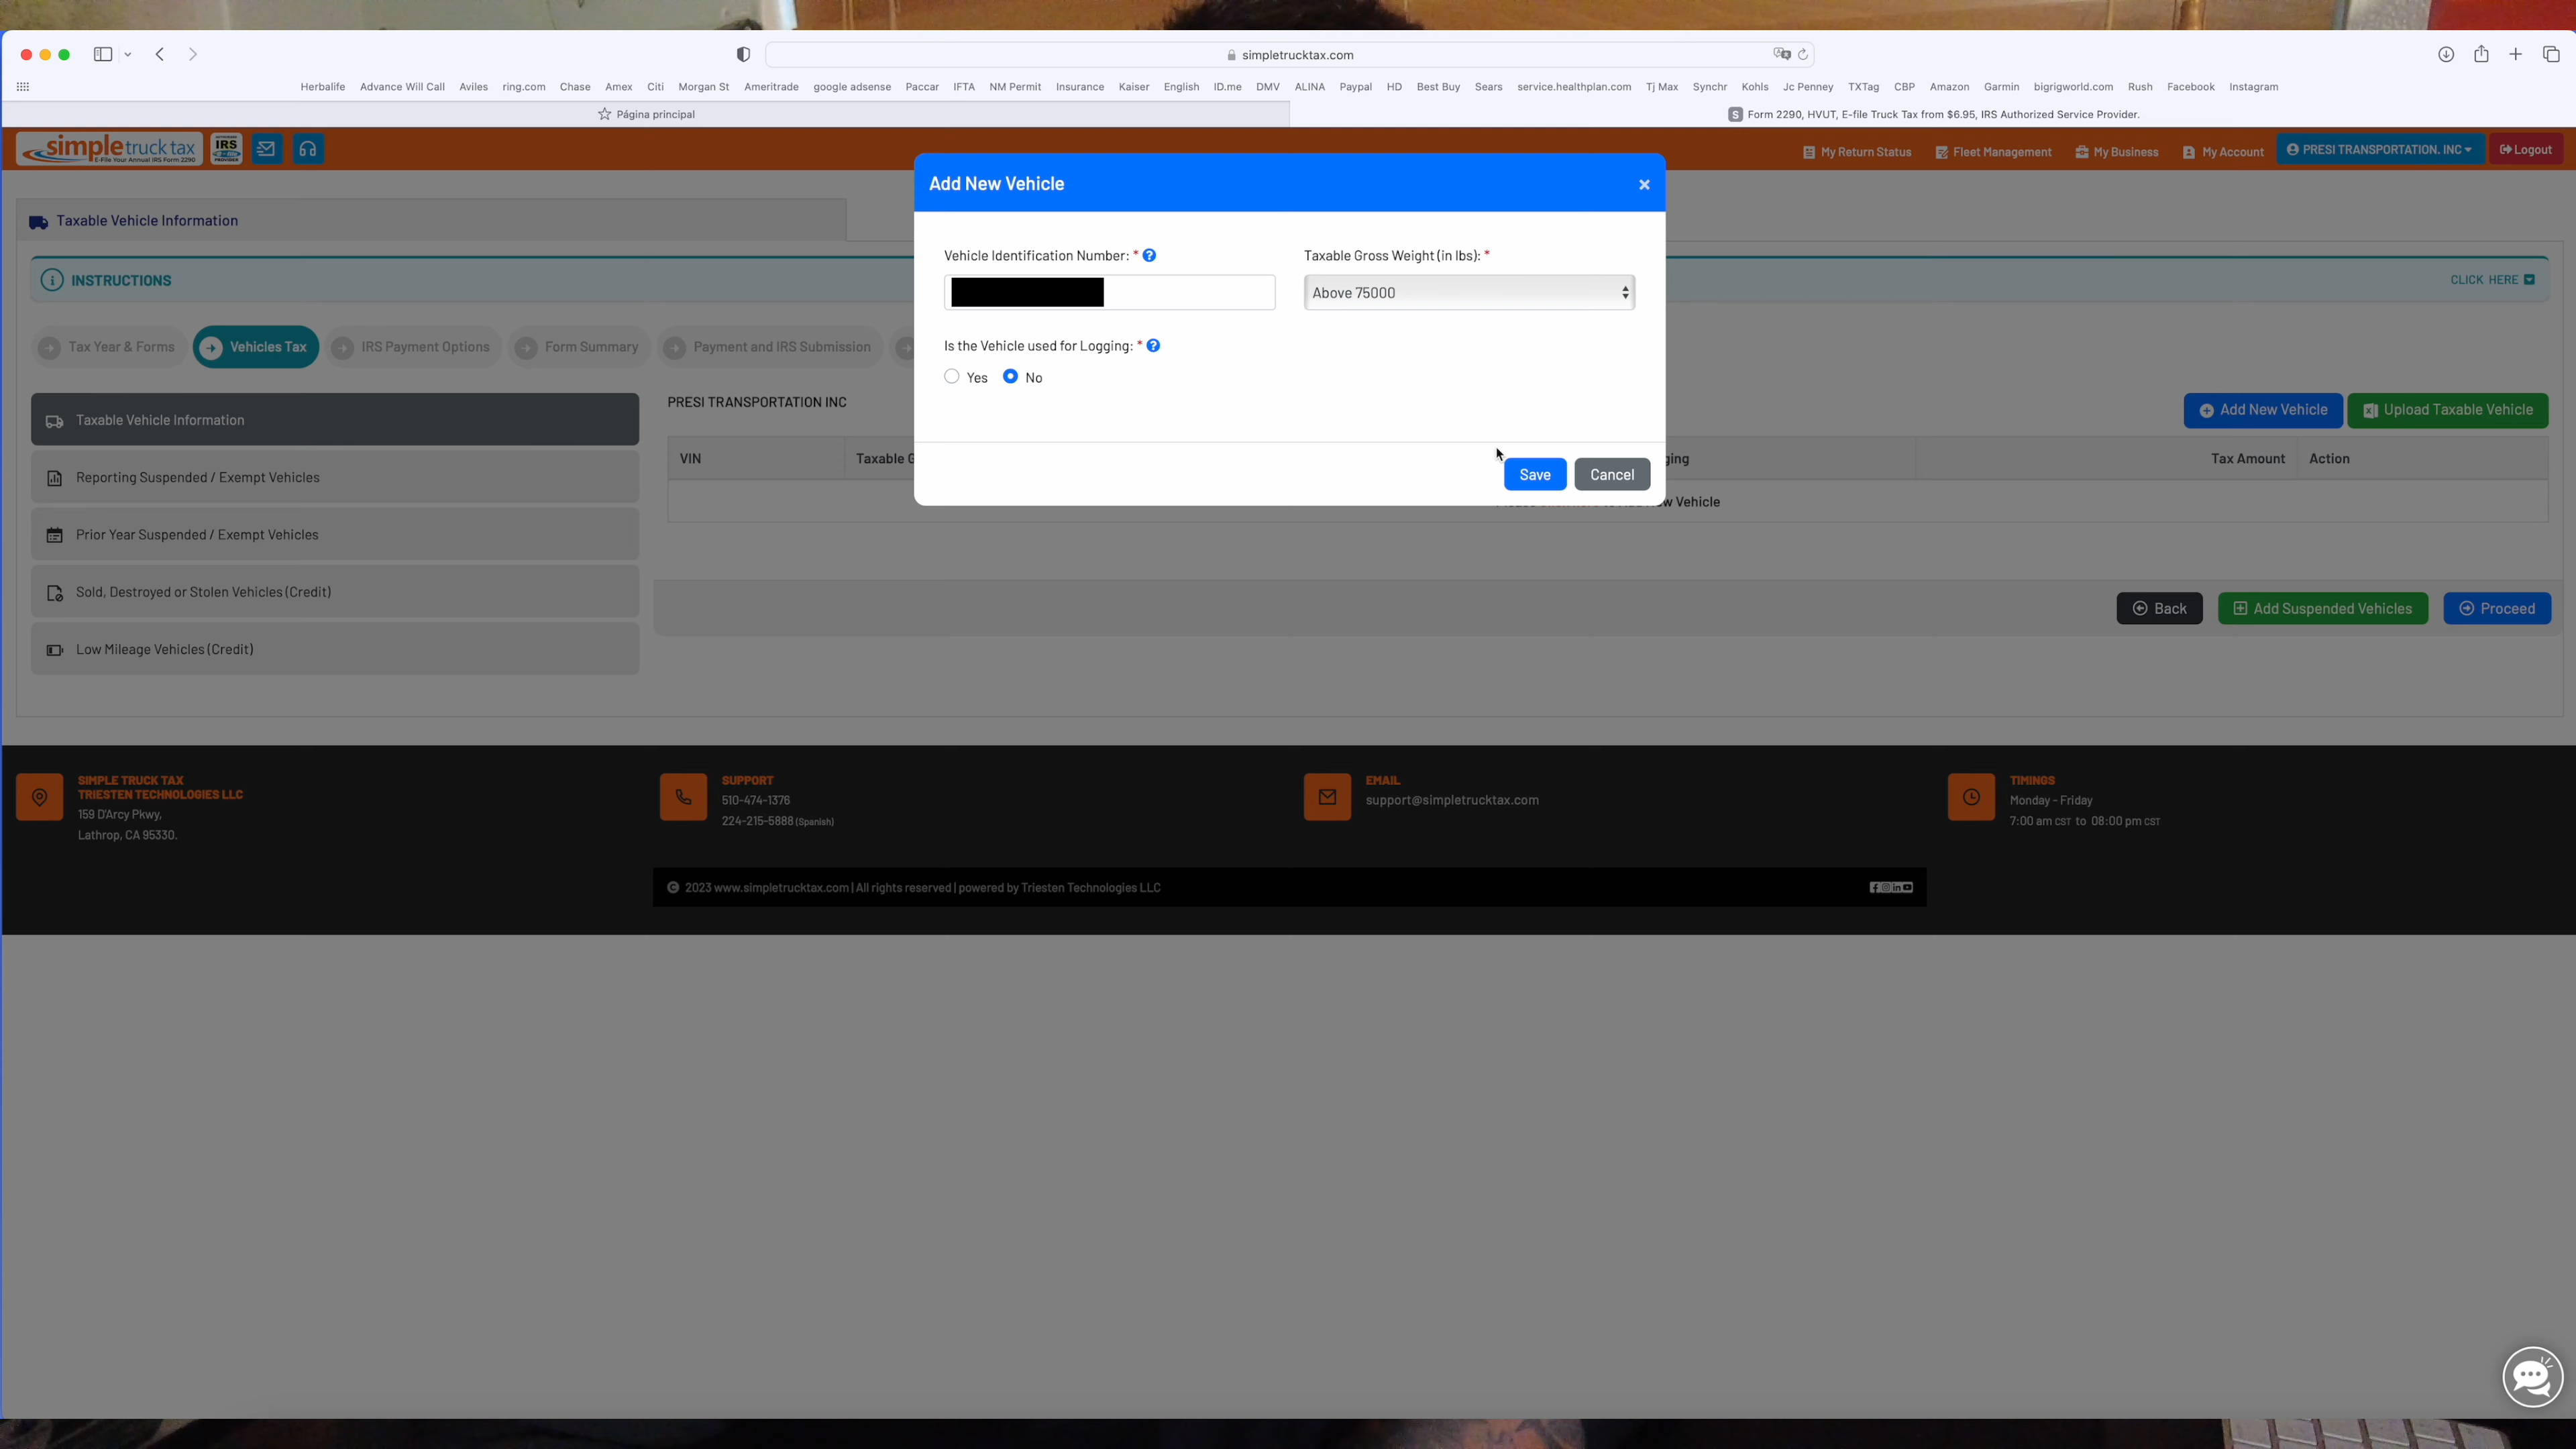 simpletrucktax.com
Herbalife Advance Will Call Aviles ring.com Chase Amex Citi Morgan St Ameritrade google adsense Paccar IFTA NM Permit Insurance Kaiser English ID.me DMV ALINA Paypal HD Best Buy Sears service.healthplan.com Tj Max Synchr Kohls Jc Penney TXTag CBP Amazon Garmin bigrigworld.com Rush Facebook Instagram
Página principal
S Form 2290, HVUT, E-file Truck Tax from $6.95, IRS Authorized Service Provider.
simple truck tax
E-File Your Annual IRS Form 2290
IRS
My Return Status Fleet Management My Business My Account PRESI TRANSPORTATION. INC Logout
Add New Vehicle
Taxable Vehicle Information
Vehicle Identification Number: * Taxable Gross Weight (in lbs): *
INSTRUCTIONS
CLICK HERE
Above 75000
Is the Vehicle used for Logging: *
Yes No
Tax Year & Forms Vehicles Tax IRS Payment Options Form Summary Payment and IRS Submission
PRESI TRANSPORTATION INC
Add New Vehicle Upload Taxable Vehicle
Taxable Vehicle Information
VIN Taxable G ging Tax Amount Action
Save Cancel
Reporting Suspended / Exempt Vehicles
w Vehicle
Prior Year Suspended / Exempt Vehicles
Sold, Destroyed or Stolen Vehicles (Credit)
Back Add Suspended Vehicles Proceed
Low Mileage Vehicles (Credit)
SIMPLE TRUCK TAX
TRIESTEN TECHNOLOGIES LLC
159 D'Arcy Pkwy,
Lathrop, CA 95330.
SUPPORT
510-474-1376
224-215-5888 (Spanish)
EMAIL
support@simpletrucktax.com
TIMINGS
Monday - Friday
7:00 am CST to 08:00 pm CST
© 2023 www.simpletrucktax.com | All rights reserved | powered by Triesten Technologies LLC